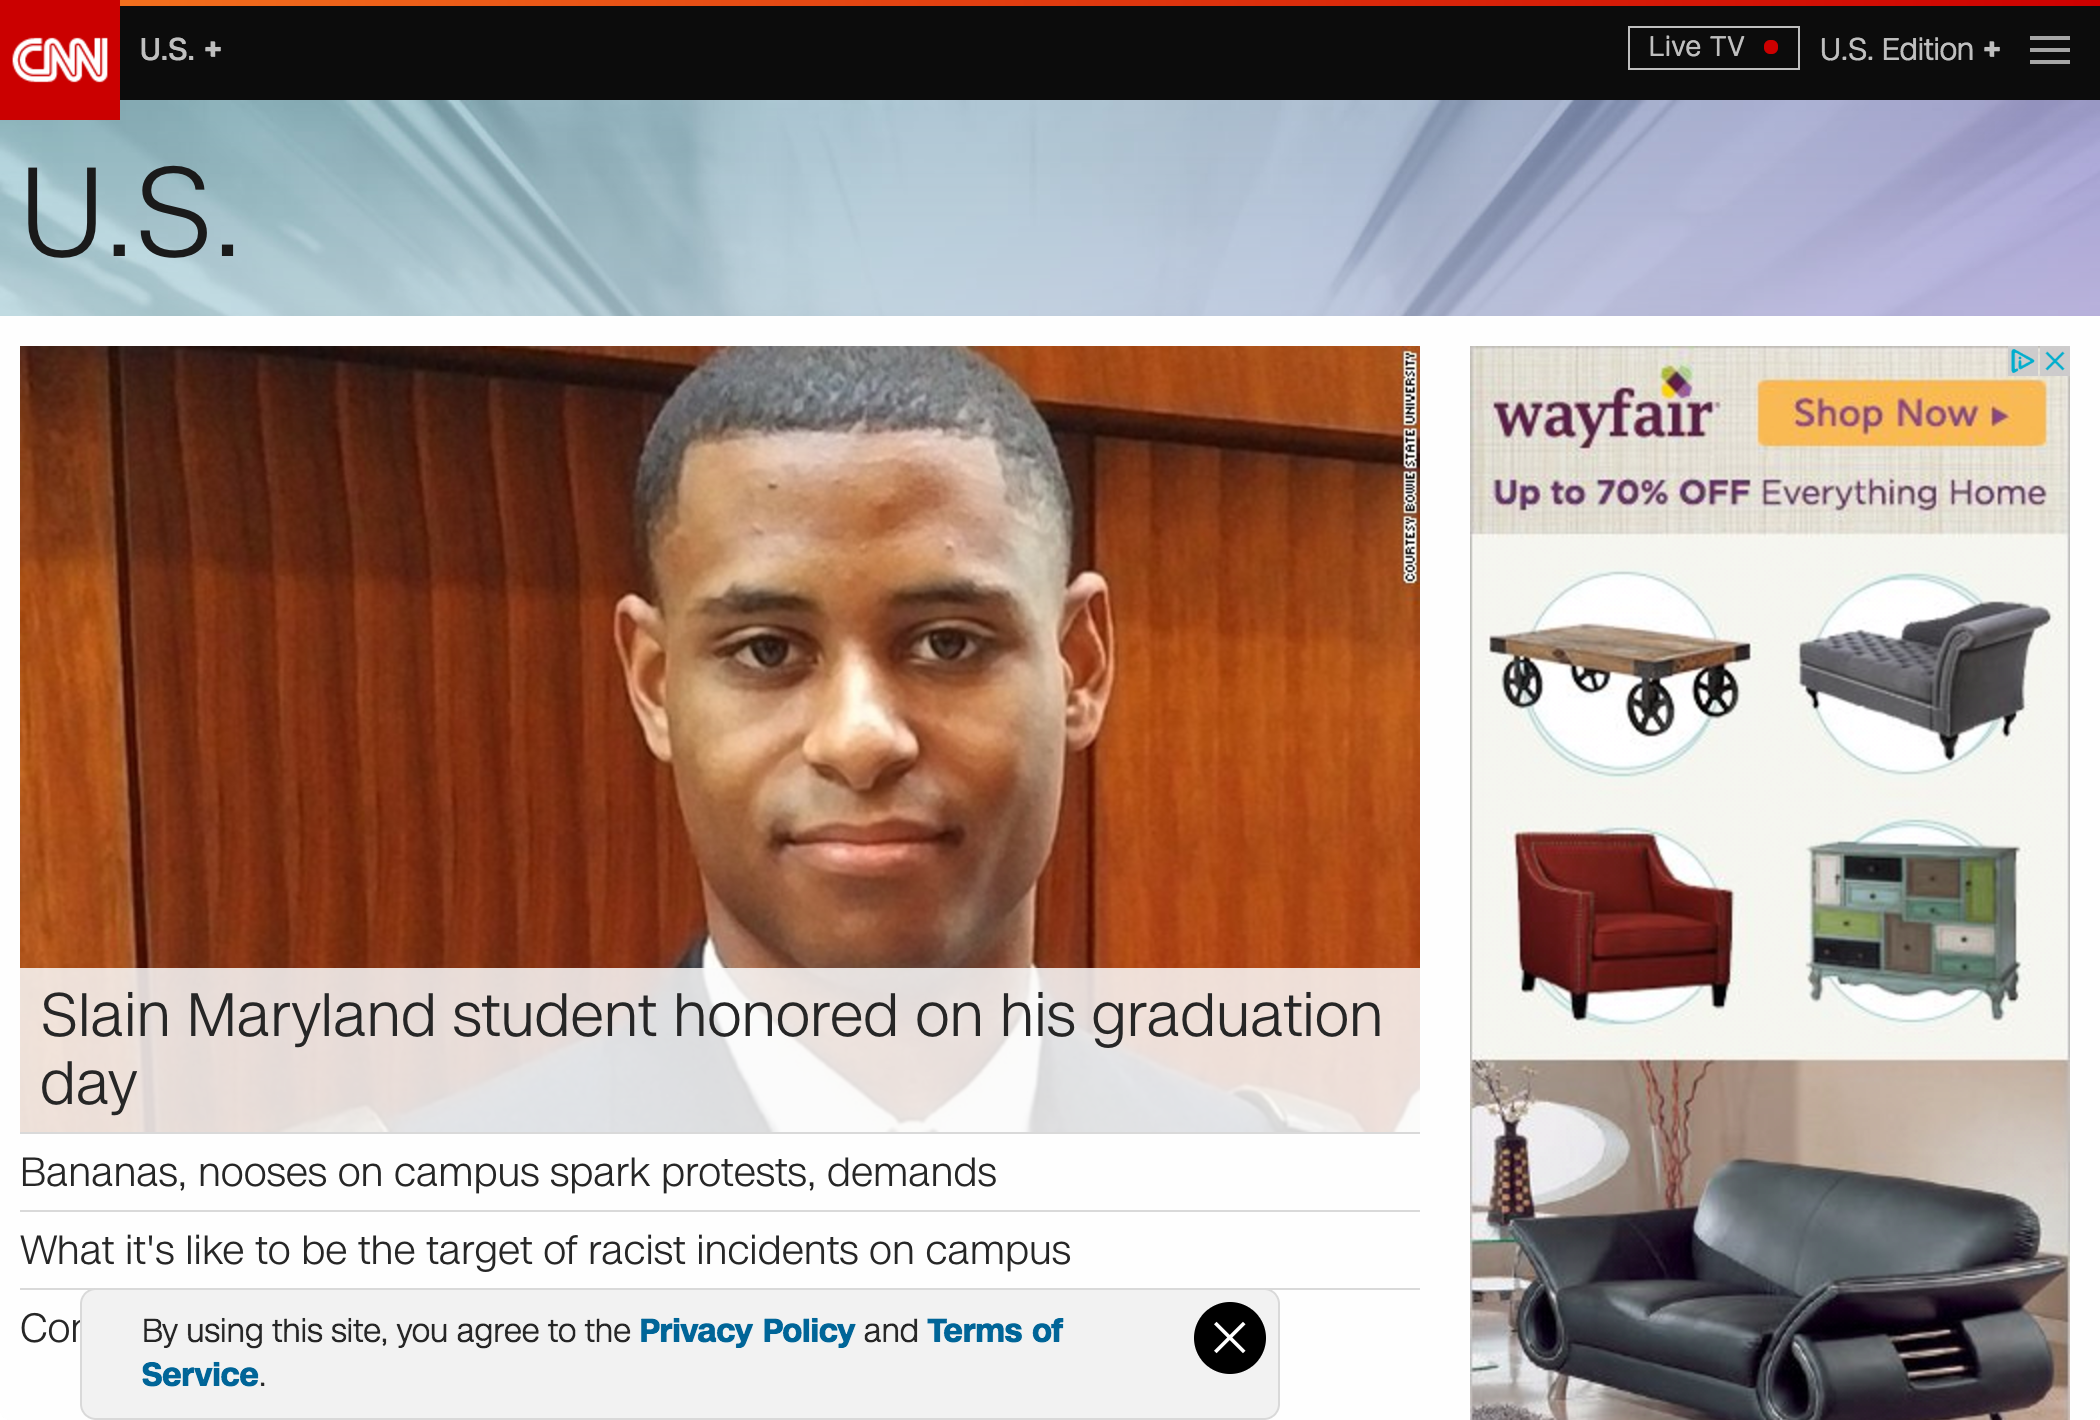 CNN
U.S. +
Live TV
U.S. Edition +
U.S.
COURTESY BOWIE STATE UNIVERSITY
Slain Maryland student honored on his graduation
day
Bananas, nooses on campus spark protests, demands
What it's like to be the target of racist incidents on campus
By using this site, you agree to the Privacy Policy and Terms of
Service.
wayfair
Shop Now
Up to 70% OFF Everything Home